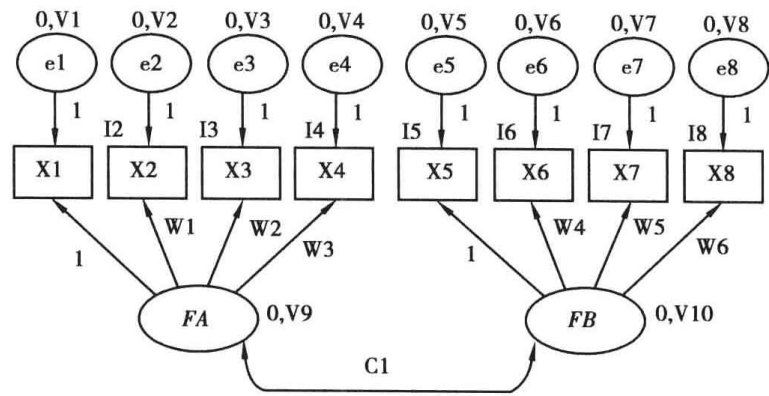 0,V1 0,V2 0,V3 0,V4 0,V5 0,V6 0,V7 0,V8
e1 e2 e3 e4 e5 e6 e7 e8
1 1 1 1 1 1 1 1
I2 I3 I4 I5 I6 I7 I8
X1 X2 X3 X4 X5 X6 X7 X8
1 W1 W2 W3 1 W4 W5 W6
FA 0,V9 FB 0,V10
C1